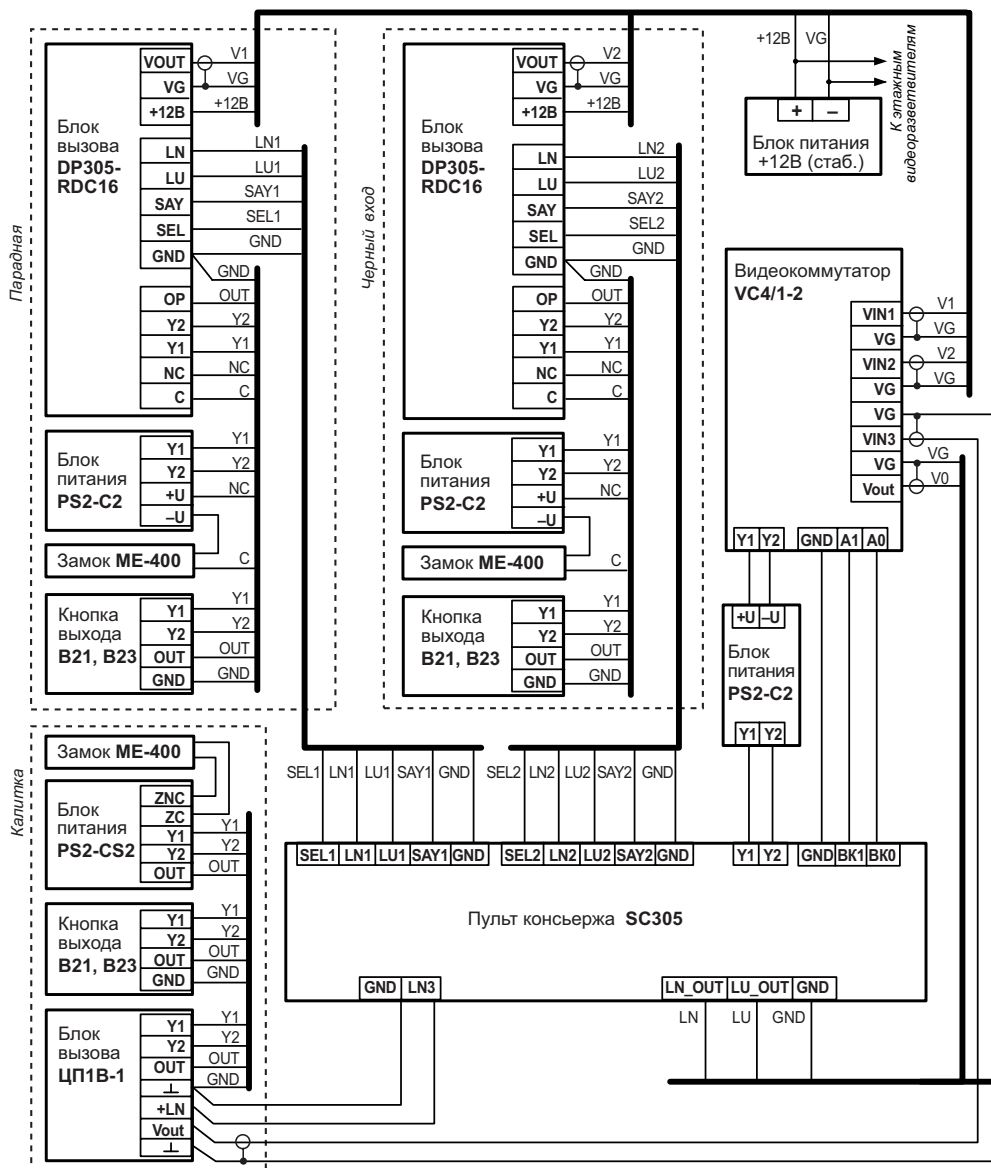 Парадная
Блок
вызова
DP305-
RDC16
VOUT
VG
+12В
LN
LU
SAY
SEL
GND
OP
Y2
Y1
NC
C
V1
VG
+12В
LN1
LU1
SAY1
SEL1
GND
GND
OUT
Y2
Y1
NC
C
Блок
питания
PS2-C2
Y1
Y2
+U
–U
Y1
Y2
NC
Замок ME-400
C
Кнопка
выхода
B21, B23
Y1
Y2
OUT
GND
Y1
Y2
OUT
GND
Черный вход
Блок
вызова
DP305-
RDC16
VOUT
VG
+12В
LN
LU
SAY
SEL
GND
OP
Y2
Y1
NC
C
V2
VG
+12В
LN2
LU2
SAY2
SEL2
GND
GND
OUT
Y2
Y1
NC
C
Блок
питания
PS2-C2
Y1
Y2
+U
–U
Y1
Y2
NC
Замок ME-400
C
Кнопка
выхода
B21, B23
Y1
Y2
OUT
GND
Y1
Y2
OUT
GND
+12В VG
К этажным
видеоразветвителям
+ –
Блок питания
+12В (стаб.)
Видеокоммутатор
VC4/1-2
VIN1
VG
VIN2
VG
VG
VIN3
VG
Vout
V1
VG
V2
VG
VG
V0
Y1 Y2 GND A1 A0
+U –U
Блок
питания
PS2-C2
Y1 Y2
Калитка
Замок ME-400
Блок
питания
PS2-CS2
ZNC
ZC
Y1
Y2
OUT
Y1
Y2
OUT
Кнопка
выхода
B21, B23
Y1
Y2
OUT
GND
Y1
Y2
OUT
GND
Блок
вызова
ЦП1В-1
Y1
Y2
OUT
⊥
+LN
Vout
⊥
Y1
Y2
OUT
GND
SEL1 LN1 LU1 SAY1 GND
SEL2 LN2 LU2 SAY2 GND
SEL1 LN1 LU1 SAY1 GND
SEL2 LN2 LU2 SAY2 GND
Y1 Y2
GND BK1 BK0
Пульт консьержа SC305
GND LN3
LN_OUT LU_OUT GND
LN LU GND